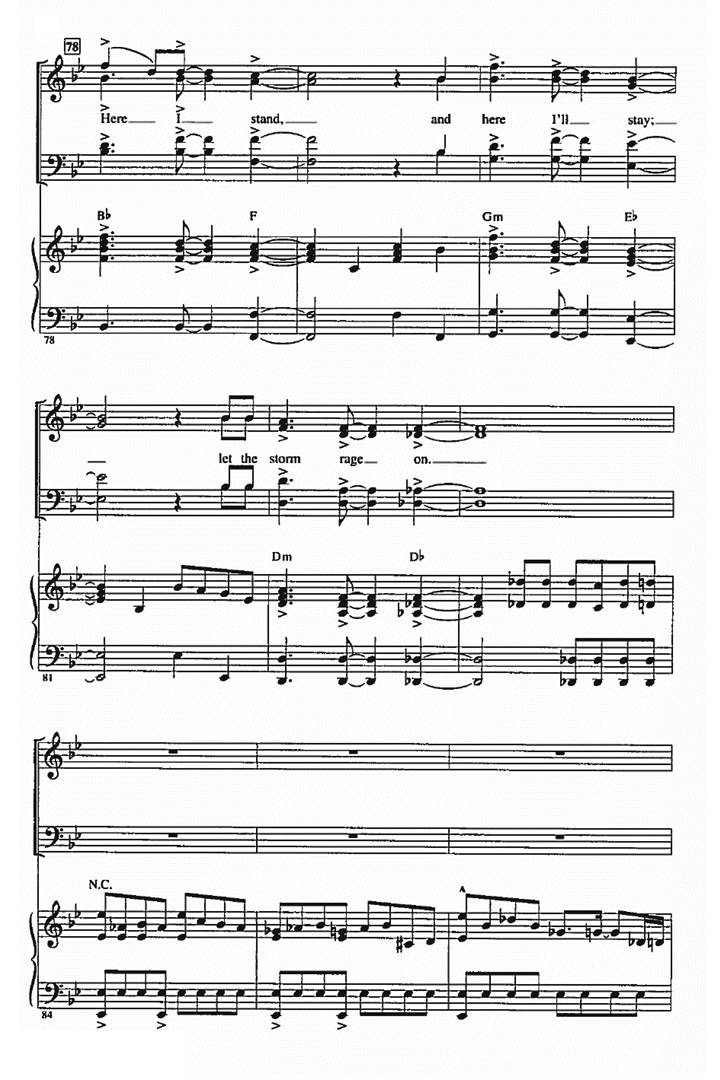 78
Here I stand, and here I'll stay;
B♭ F Gm E♭
78
let the storm rage on.
Dm D♭
81
N.C.
84